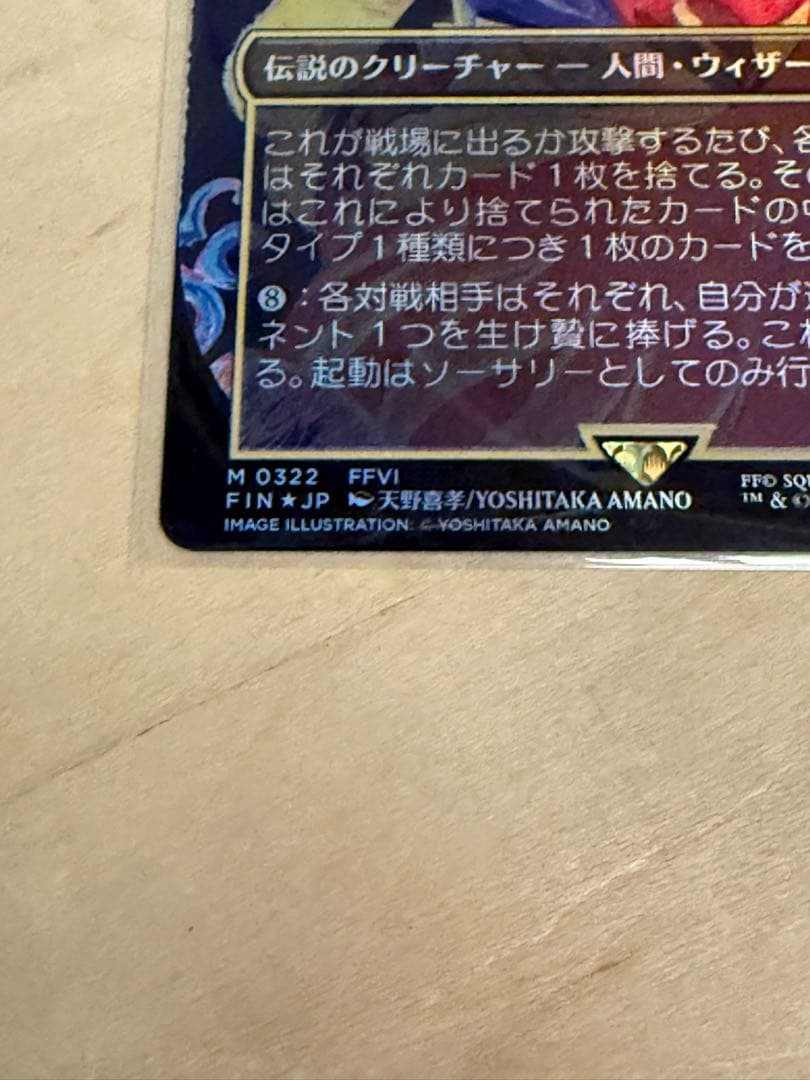 伝説のクリーチャー — 人間・ウィザー
これが戦場に出るか攻撃するたび、各
はそれぞれカード1枚を捨てる。その
はこれにより捨てられたカードの
タイプ1種類につき1枚のカードを
❽：各対戦相手はそれぞれ、自分が
ネント1つを生け贄に捧げる。これ
る。起動はソーサリーとしてのみ行
M 0322 FFVI
FIN★JP 天野喜孝/YOSHITAKA AMANO
IMAGE ILLUSTRATION: © YOSHITAKA AMANO
FF© SQU
™ & ©